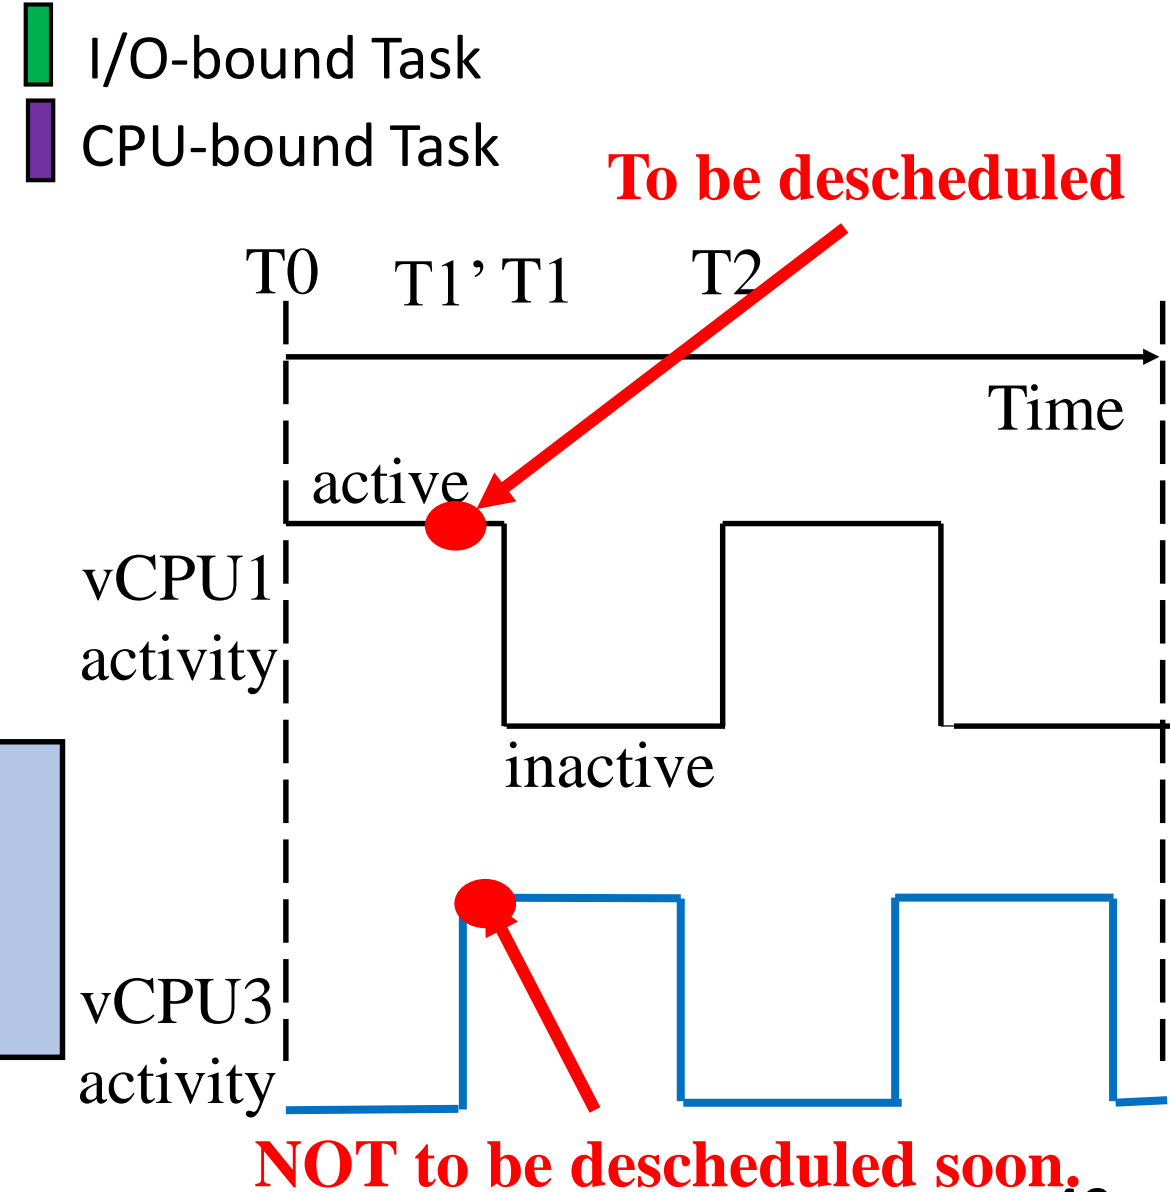 I/O-bound Task
CPU-bound Task
To be descheduled
T0 T1’ T1 T2
Time
active
vCPU1
activity
inactive
vCPU3
activity
NOT to be descheduled soon.